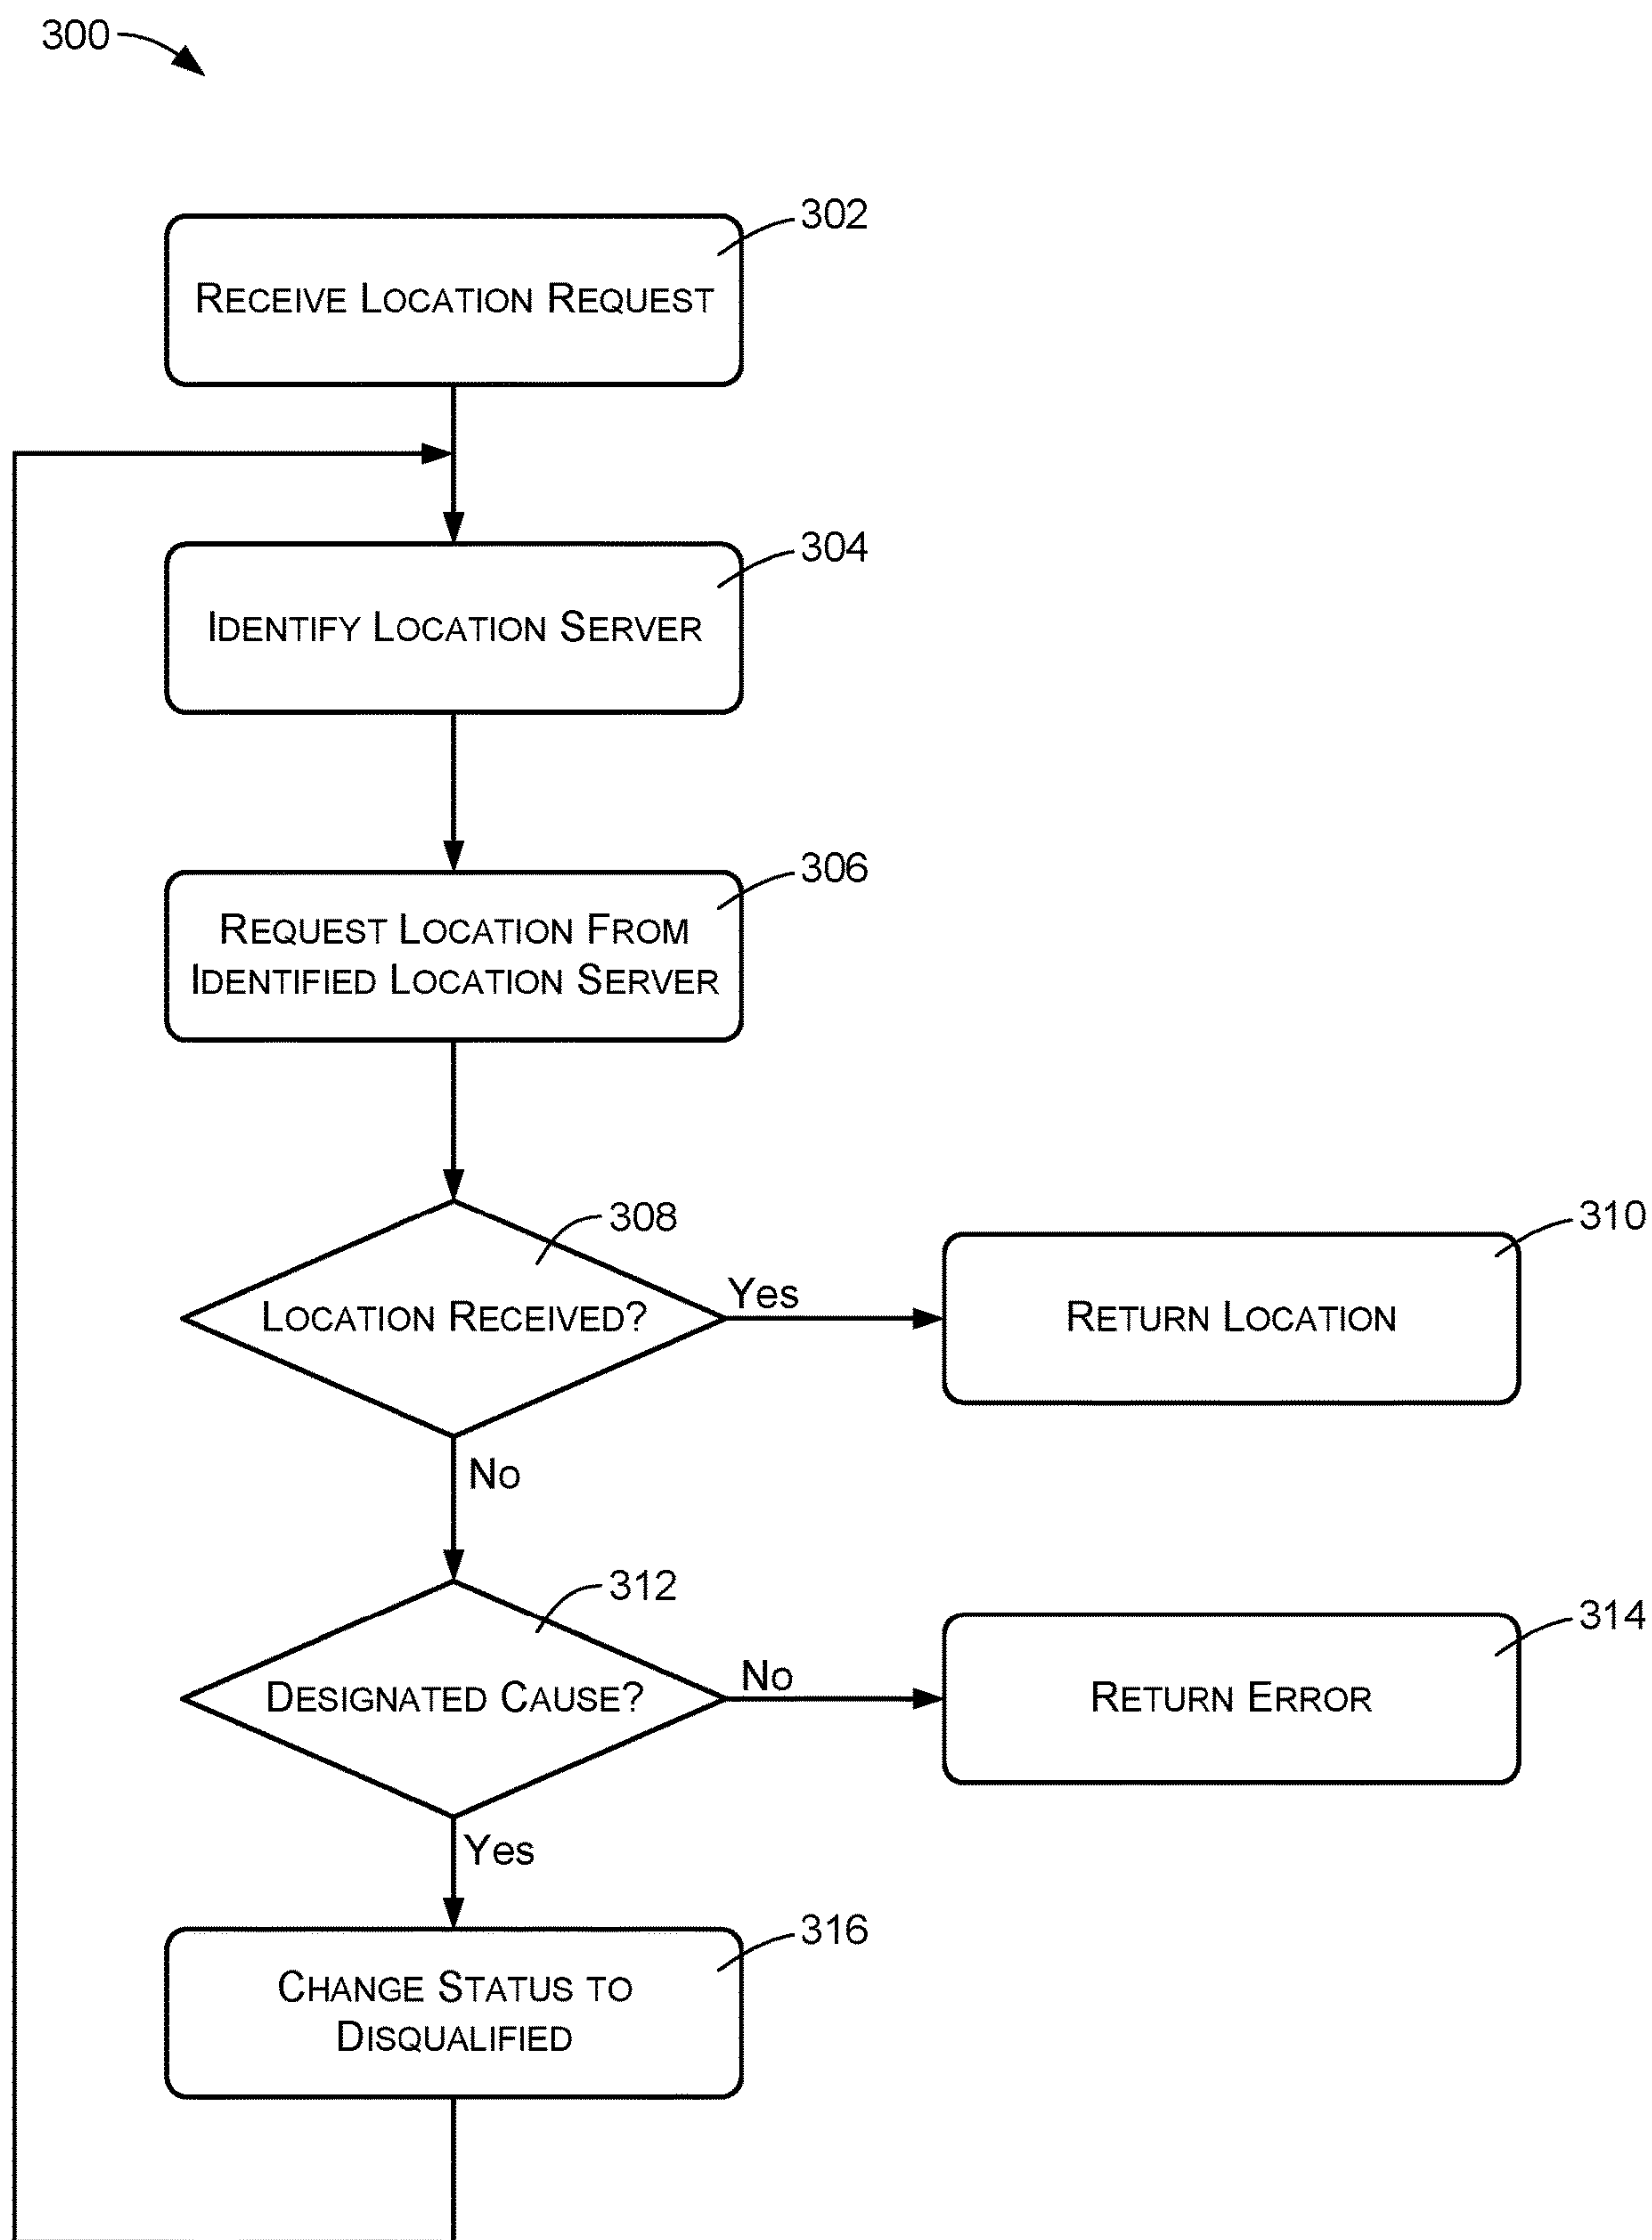 300
302
RECEIVE LOCATION REQUEST
304
IDENTIFY LOCATION SERVER
306
REQUEST LOCATION FROM
IDENTIFIED LOCATION SERVER
308
LOCATION RECEIVED?
Yes
310
RETURN LOCATION
No
312
DESIGNATED CAUSE?
No
314
RETURN ERROR
Yes
316
CHANGE STATUS TO
DISQUALIFIED